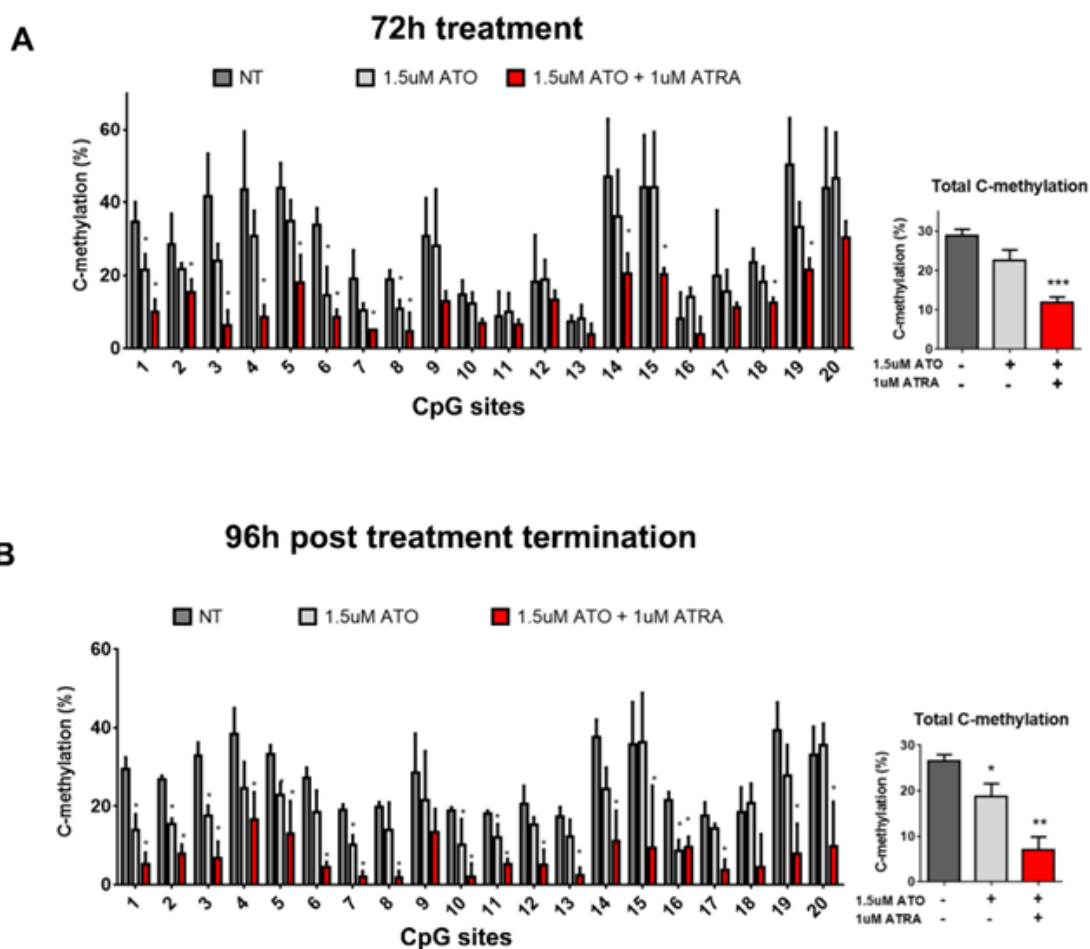 A
72h treatment
NT 1.5uM ATO 1.5uM ATO + 1uM ATRA
C-methylation (%)
60
40
20
0
* * * * * * * * * * * * * * * *
1 2 3 4 5 6 7 8 9 10 11 12 13 14 15 16 17 18 19 20
CpG sites
Total C-methylation
C-methylation (%)
30
20
10
0
***
1.5uM ATO - + +
1uM ATRA - - +
B
96h post treatment termination
NT 1.5uM ATO 1.5uM ATO + 1uM ATRA
C-methylation (%)
60
40
20
0
* * * * * * * * * * * * * * * * * * * * * * * * * *
1 2 3 4 5 6 7 8 9 10 11 12 13 14 15 16 17 18 19 20
CpG sites
Total C-methylation
C-methylation (%)
30
20
10
0
*
**
1.5uM ATO - + +
1uM ATRA - - +